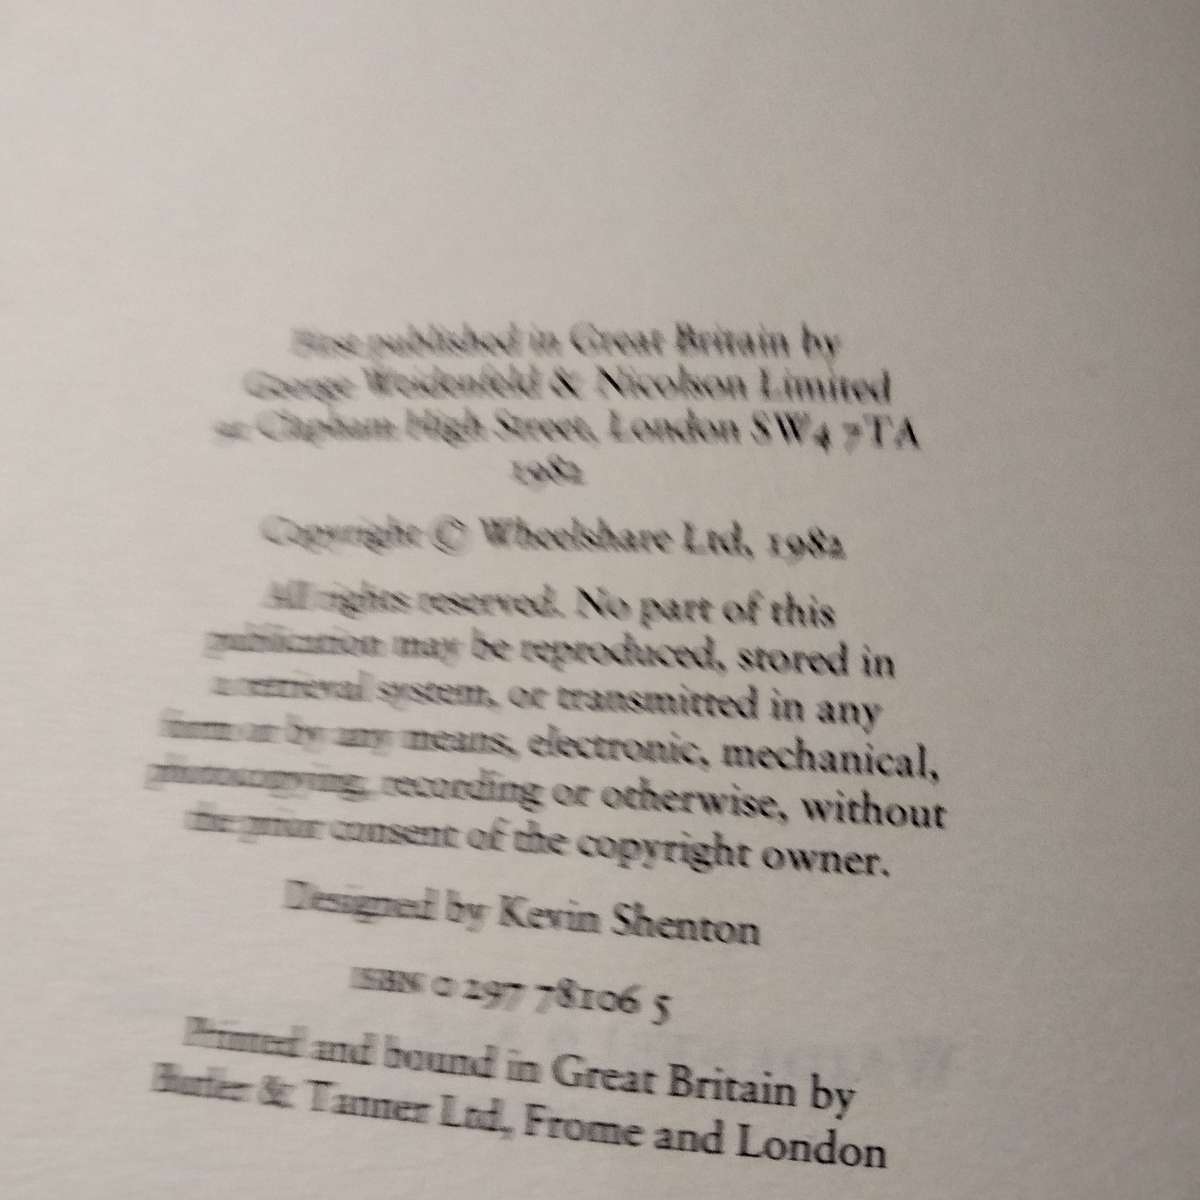 First published in Great Britain by
George Weidenfeld & Nicolson Limited
Clapham High Street, London SW4 7TA
1982
Copyright © Wheelshare Ltd, 1982
All rights reserved. No part of this
publication may be reproduced, stored in
a retrieval system, or transmitted in any
form or by any means, electronic, mechanical,
photocopying, recording or otherwise, without
the prior consent of the copyright owner.
Designed by Kevin Shenton
ISBN 0 297 78106 5
Printed and bound in Great Britain by
Butler & Tanner Ltd, Frome and London